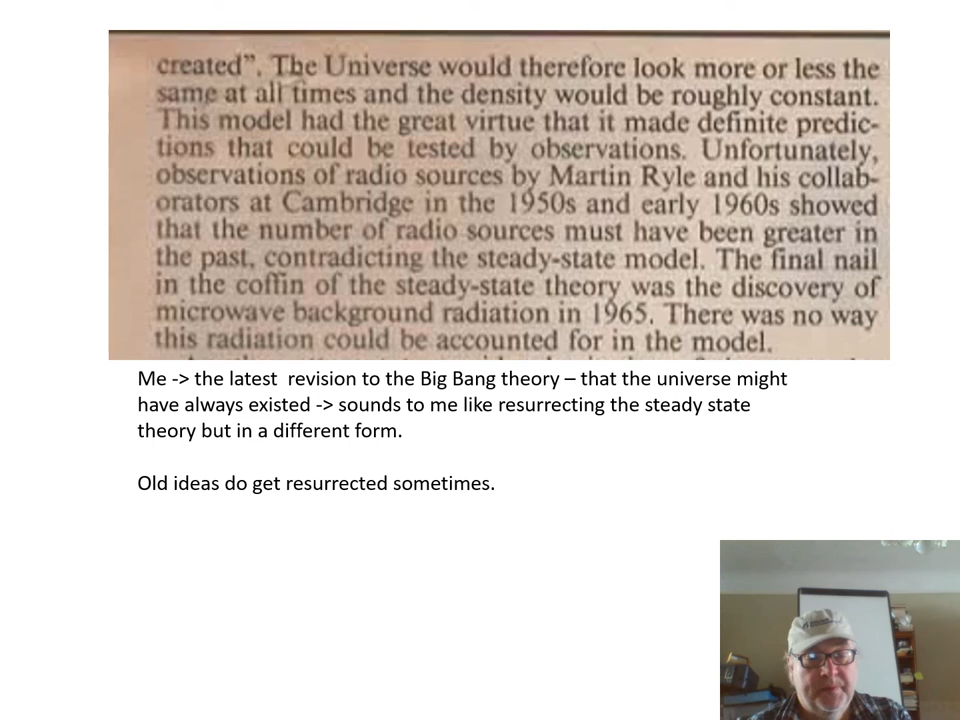 created”. The Universe would therefore look more or less the
same at all times and the density would be roughly constant.
This model had the great virtue that it made definite predic-
tions that could be tested by observations. Unfortunately,
observations of radio sources by Martin Ryle and his collab-
orators at Cambridge in the 1950s and early 1960s showed
that the number of radio sources must have been greater in
the past, contradicting the steady-state model. The final nail
in the coffin of the steady-state theory was the discovery of
microwave background radiation in 1965. There was no way
this radiation could be accounted for in the model.
Me -> the latest  revision to the Big Bang theory – that the universe might
have always existed -> sounds to me like resurrecting the steady state
theory but in a different form.
Old ideas do get resurrected sometimes.